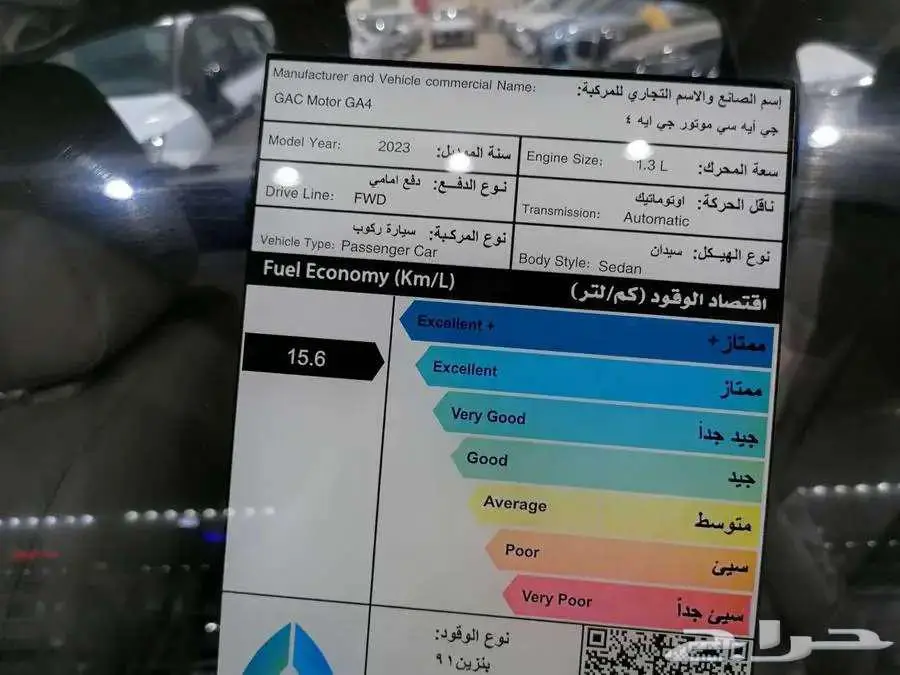 Manufacturer and Vehicle commercial Name: إسم الصانع والاسم التجاري للمركبة:
GAC Motor GA4 جي أيه سي موتور جي ايه ٤
Model Year: 2023 سنة الموديل:
Engine Size: 1.3 L سعة المحرك:
Drive Line: FWD دفع امامي نوع الدفع:
Transmission: Automatic اوتوماتيك ناقل الحركة:
Vehicle Type: Passenger Car سيارة ركوب نوع المركبة:
Body Style: Sedan سيدان نوع الهيكل:
Fuel Economy (Km/L) اقتصاد الوقود (كم/لتر)
15.6
Excellent + ممتاز +
Excellent ممتاز
Very Good جيد جداً
Good جيد
Average متوسط
Poor سيئ
Very Poor سيئ جداً
نوع الوقود:
بنزين ٩١
حراج